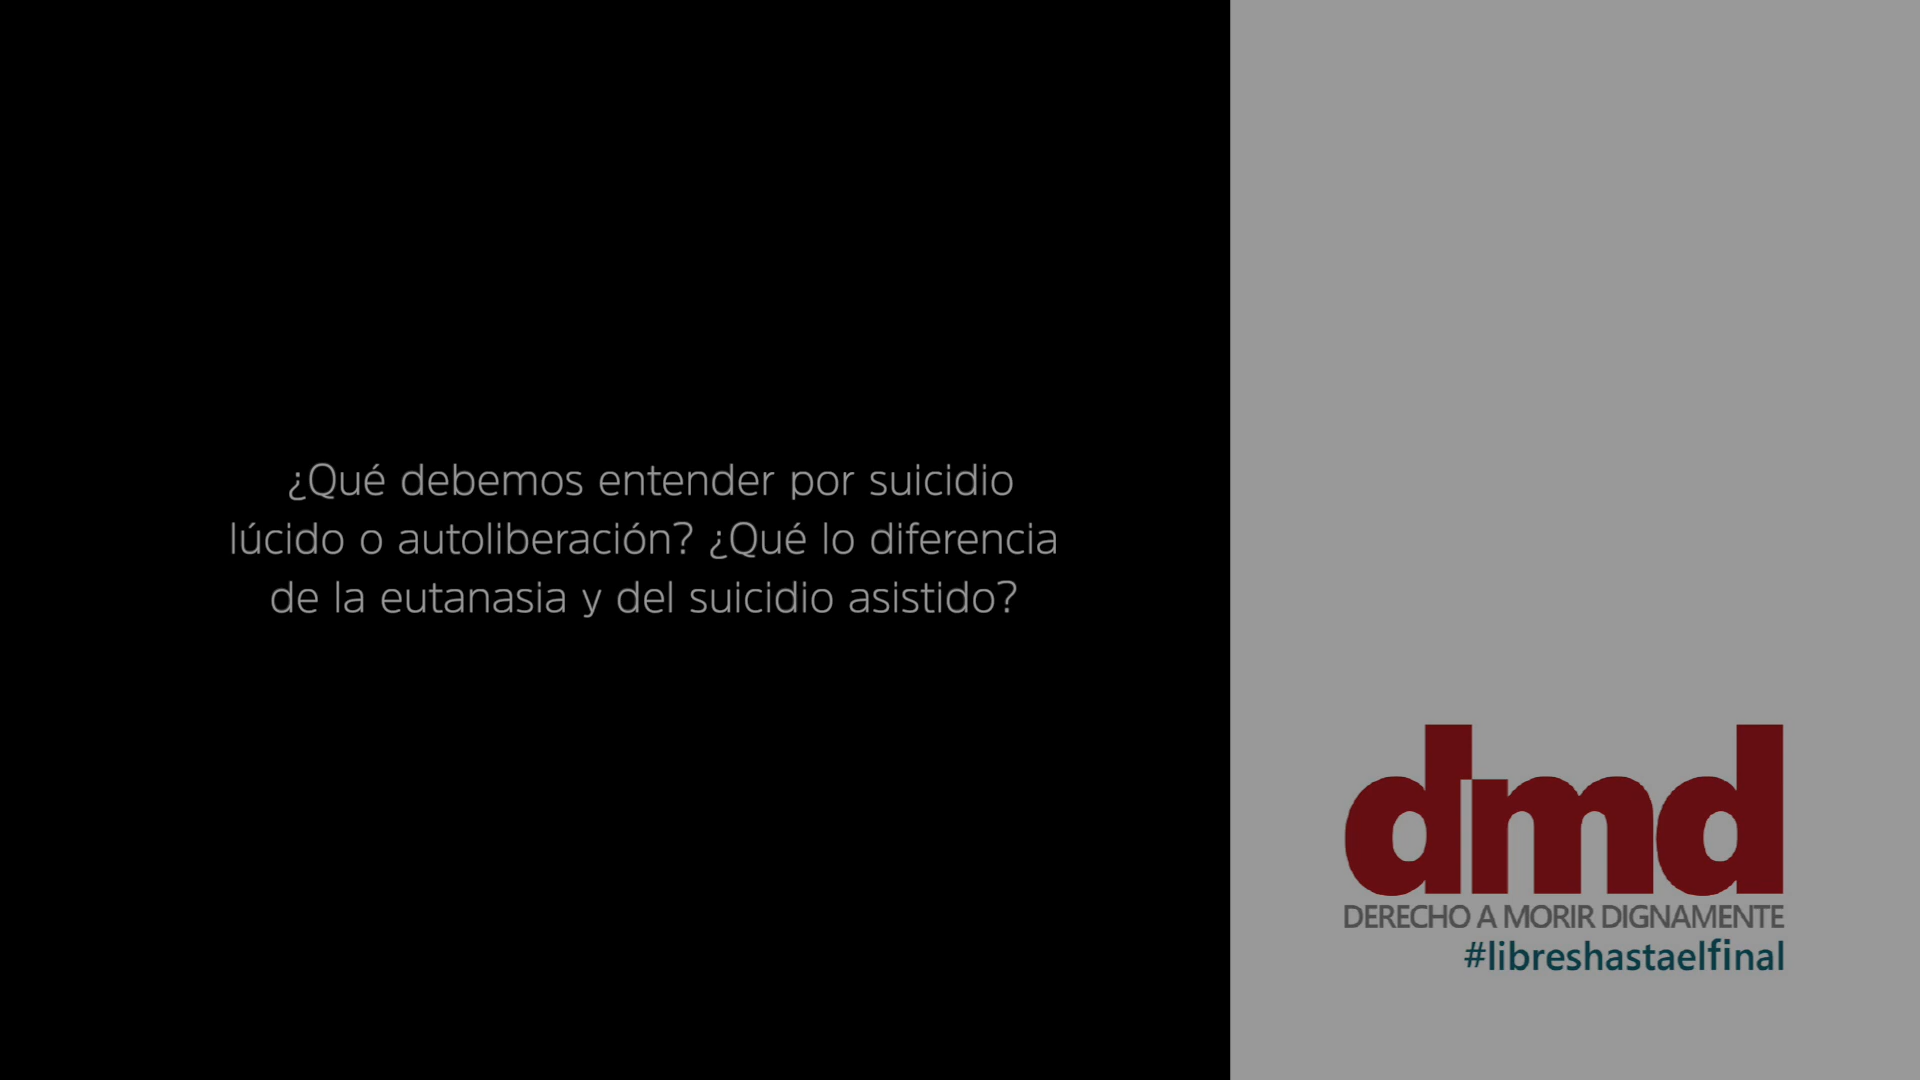 ¿Qué debemos entender por suicidio
lúcido o autoliberación? ¿Qué lo diferencia
de la eutanasia y del suicidio asistido?
dmd
DERECHO A MORIR DIGNAMENTE
#libreshastaelfinal